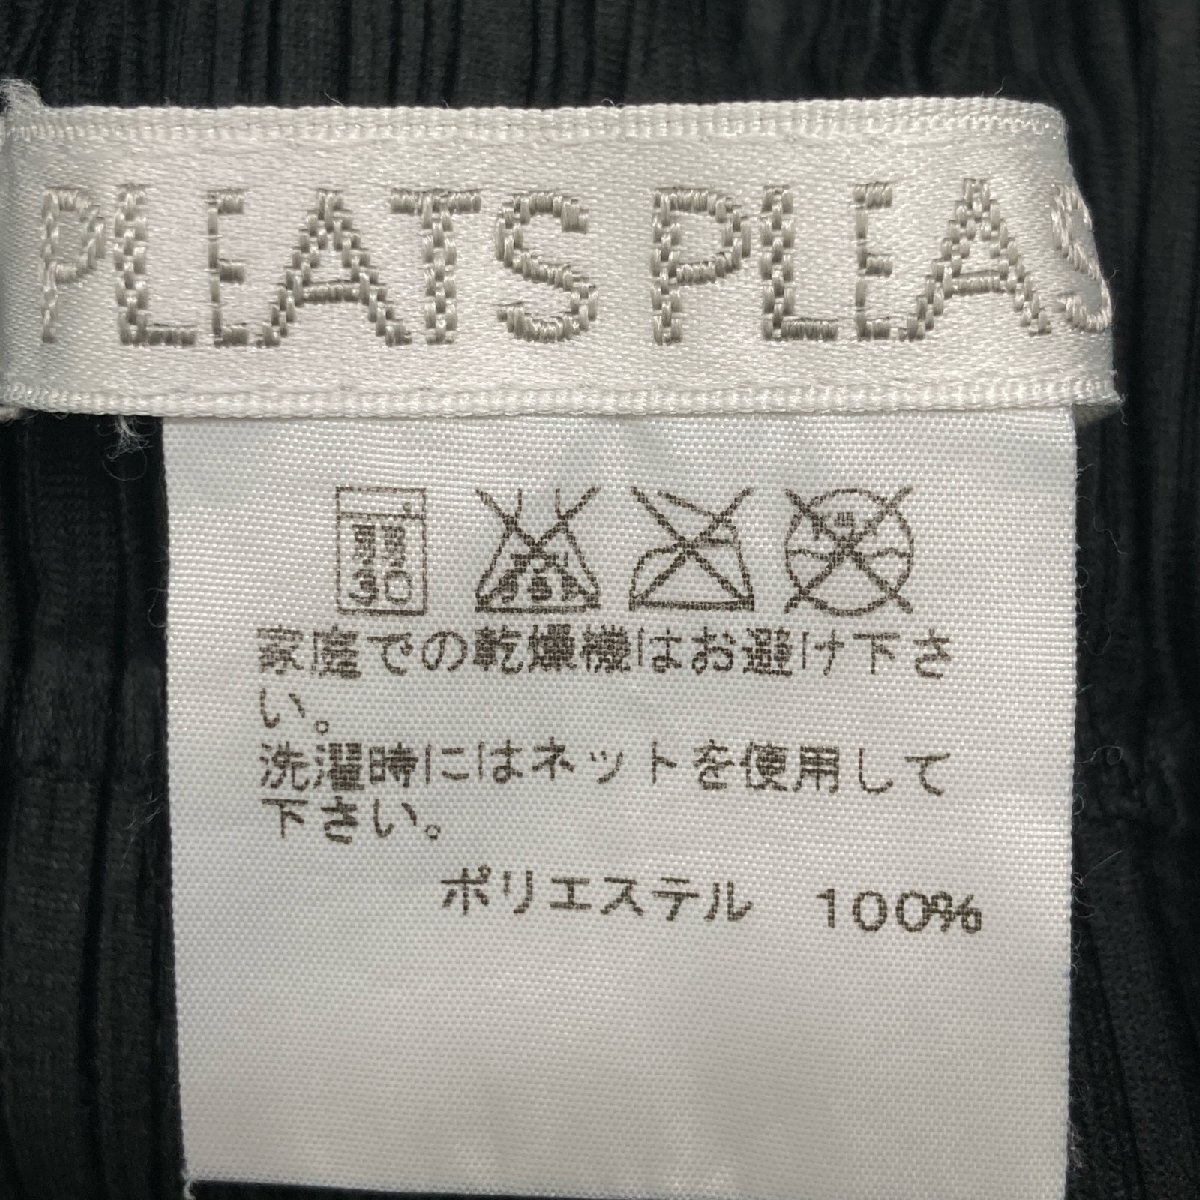 PLEATS PLEAS
30
家庭での乾燥機はお避け下さ
い。
洗濯時にはネットを使用して
下さい。
ポリエステル 100%